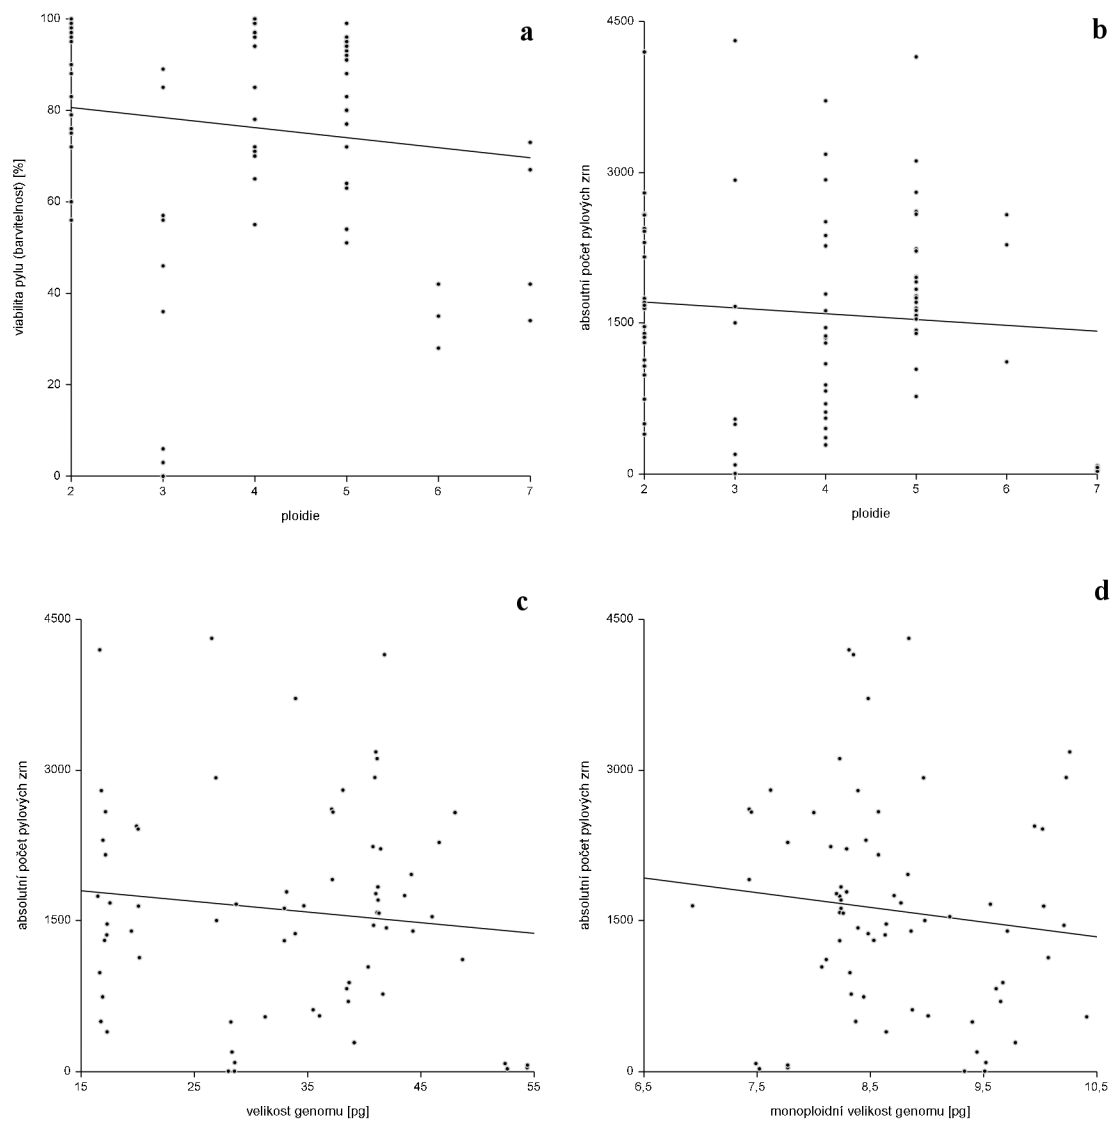 a
100
80
60
40
20
0
viabilita pylu (barvitelnost) [%]
2 3 4 5 6 7
ploidie
b
4500
3000
1500
0
absoutní počet pylových zrn
2 3 4 5 6 7
ploidie
c
4500
3000
1500
0
absolutní počet pylových zrn
15 25 35 45 55
velikost genomu [pg]
d
4500
3000
1500
0
absolutní počet pylových zrn
6,5 7,5 8,5 9,5 10,5
monoploidní velikost genomu [pg]